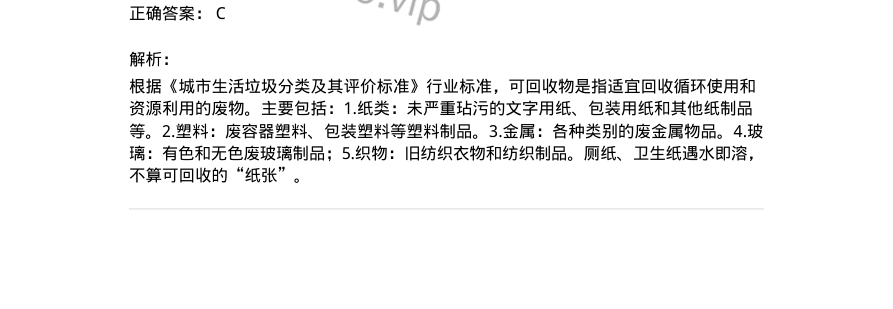 正确答案： C
解析：
根据《城市生活垃圾分类及其评价标准》行业标准，可回收物是指适宜回收循环使用和
资源利用的废物。主要包括：1.纸类：未严重玷污的文字用纸、包装用纸和其他纸制品
等。2.塑料：废容器塑料、包装塑料等塑料制品。3.金属：各种类别的废金属物品。4.玻
璃：有色和无色废玻璃制品；5.织物：旧纺织衣物和纺织制品。厕纸、卫生纸遇水即溶，
不算可回收的“纸张”。